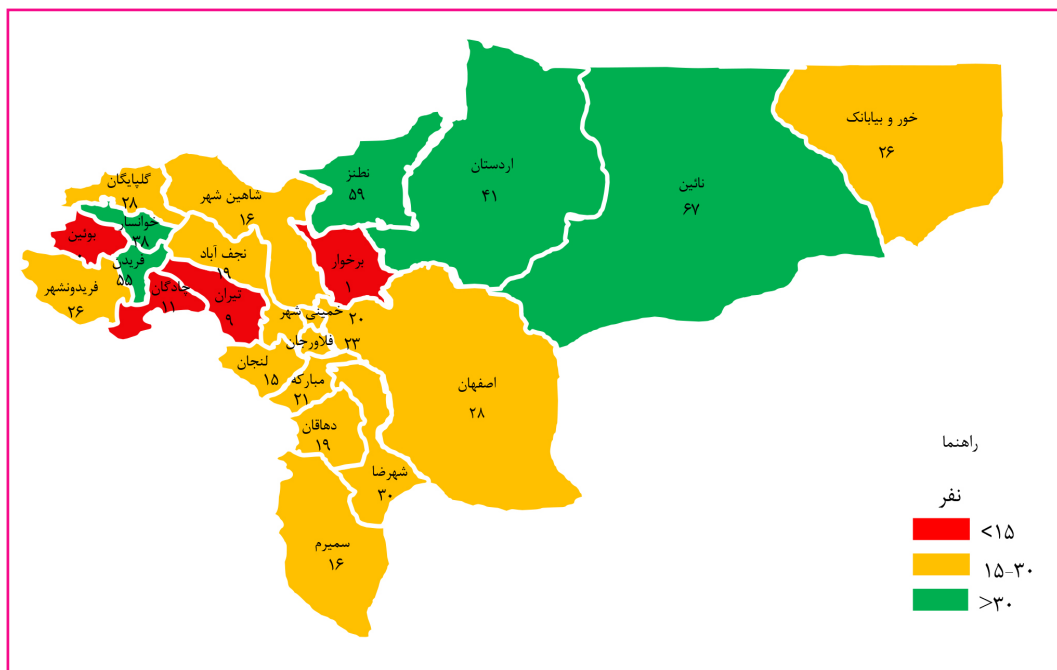 خور و بیابانک
۲۶
نائین
۶۷
اردستان
۴۱
نطنز
۵۹
گلپایگان
۲۸
شاهین شهر
۱۶
خوانسار
۳۸
بوئین
۰
نجف آباد
۱۹
برخوار
۱
فریدن
۵۵
فریدونشهر
۲۶
چادگان
۱۱
تیران
۹
خمینی شهر
۲۰
فلاورجان
۲۳
لنجان
۱۵
مبارکه
۲۱
اصفهان
۲۸
دهاقان
۱۹
شهرضا
۳۰
سمیرم
۱۶
راهنما
نفر
<۱۵
۱۵-۳۰
>۳۰